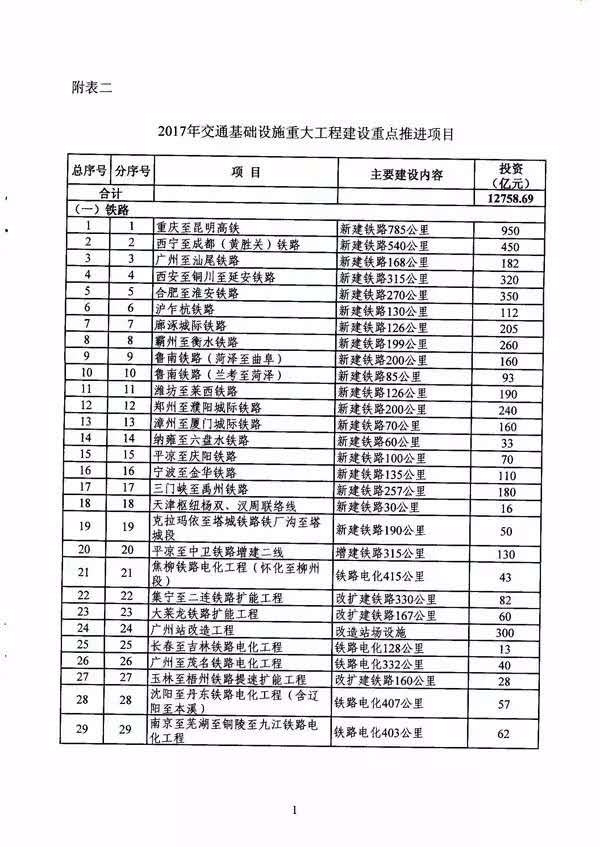 附表二
2017年交通基础设施重大工程建设重点推进项目
总序号 分序号 项 目 主要建设内容 投资（亿元）
合计 12758.69
（一）铁路
1 1 重庆至昆明高铁 新建铁路785公里 950
2 2 西宁至成都（黄胜关）铁路 新建铁路540公里 450
3 3 广州至汕尾铁路 新建铁路168公里 182
4 4 西安至铜川至延安铁路 新建铁路315公里 320
5 5 合肥至淮安铁路 新建铁路270公里 350
6 6 沪乍杭铁路 新建铁路130公里 112
7 7 廊涿城际铁路 新建铁路126公里 205
8 8 霸州至衡水铁路 新建铁路199公里 260
9 9 鲁南铁路（菏泽至曲阜） 新建铁路200公里 160
10 10 鲁南铁路（兰考至菏泽） 新建铁路85公里 93
11 11 潍坊至莱西铁路 新建铁路126公里 190
12 12 郑州至濮阳城际铁路 新建铁路200公里 240
13 13 漳州至厦门城际铁路 新建铁路70公里 160
14 14 纳雍至六盘水铁路 新建铁路60公里 33
15 15 平凉至庆阳铁路 新建铁路100公里 70
16 16 宁波至金华铁路 新建铁路135公里 110
17 17 三门峡至禹州铁路 新建铁路257公里 180
18 18 天津枢纽杨双、汉周联络线 新建铁路30公里 16
19 19 克拉玛依至塔城铁路铁厂沟至塔城段 新建铁路190公里 50
20 20 平凉至中卫铁路增建二线 增建铁路315公里 130
21 21 焦柳铁路电化工程（怀化至柳州段） 铁路电化415公里 43
22 22 集宁至二连铁路扩能工程 改扩建铁路330公里 82
23 23 大莱龙铁路扩能工程 改扩建铁路167公里 60
24 24 广州站改造工程 改造站场设施 300
25 25 长春至吉林铁路电化工程 铁路电化128公里 13
26 26 广州至茂名铁路电化工程 铁路电化332公里 40
27 27 玉林至梧州铁路提速扩能工程 改扩建铁路160公里 28
28 28 沈阳至丹东铁路电化工程（含辽阳至本溪） 铁路电化407公里 57
29 29 南京至芜湖至铜陵至九江铁路电化工程 铁路电化403公里 62
1